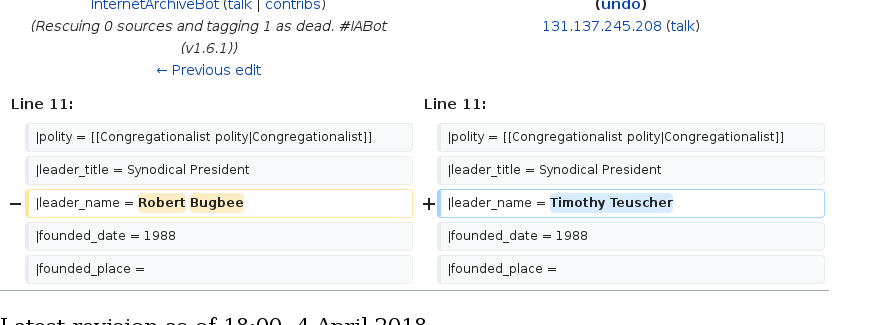 InternetArchiveBot (talk | contribs)
(Rescuing 0 sources and tagging 1 as dead. #IABot
(v1.6.1))
← Previous edit
(undo)
131.137.245.208 (talk)
Line 11:
Line 11:
|polity = [[Congregationalist polity|Congregationalist]]
|polity = [[Congregationalist polity|Congregationalist]]
|leader_title = Synodical President
|leader_title = Synodical President
− |leader_name = Robert Bugbee
+ |leader_name = Timothy Teuscher
|founded_date = 1988
|founded_date = 1988
|founded_place =
|founded_place =
Latest revision as of 18:00, 4 April 2018